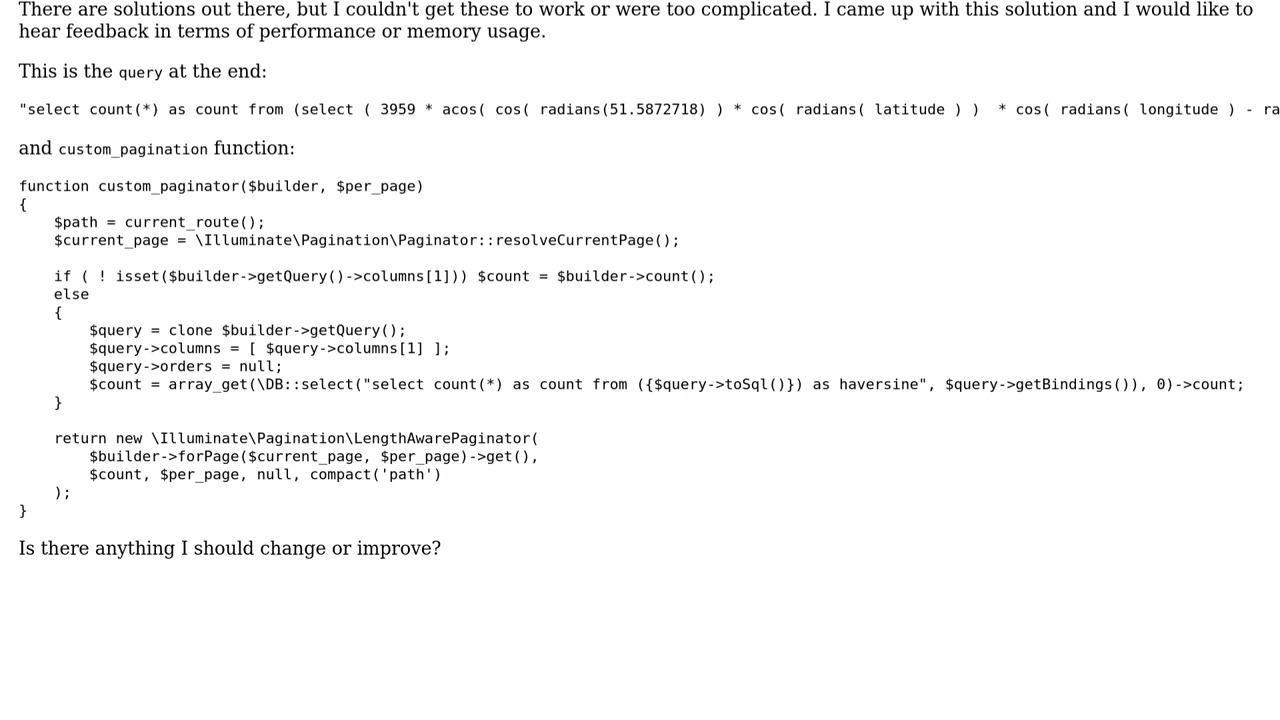 There are solutions out there, but I couldn't get these to work or were too complicated. I came up with this solution and I would like to
hear feedback in terms of performance or memory usage.
This is the query at the end:
"select count(*) as count from (select ( 3959 * acos( cos( radians(51.5872718) ) * cos( radians( latitude ) )  * cos( radians( longitude ) - ra
and custom_pagination function:
function custom_paginator($builder, $per_page)
{
    $path = current_route();
    $current_page = \Illuminate\Pagination\Paginator::resolveCurrentPage();
    if ( ! isset($builder->getQuery()->columns[1])) $count = $builder->count();
    else
    {
        $query = clone $builder->getQuery();
        $query->columns = [ $query->columns[1] ];
        $query->orders = null;
        $count = array_get(\DB::select("select count(*) as count from ({$query->toSql()}) as haversine", $query->getBindings()), 0)->count;
    }
    return new \Illuminate\Pagination\LengthAwarePaginator(
        $builder->forPage($current_page, $per_page)->get(),
        $count, $per_page, null, compact('path')
    );
}
Is there anything I should change or improve?